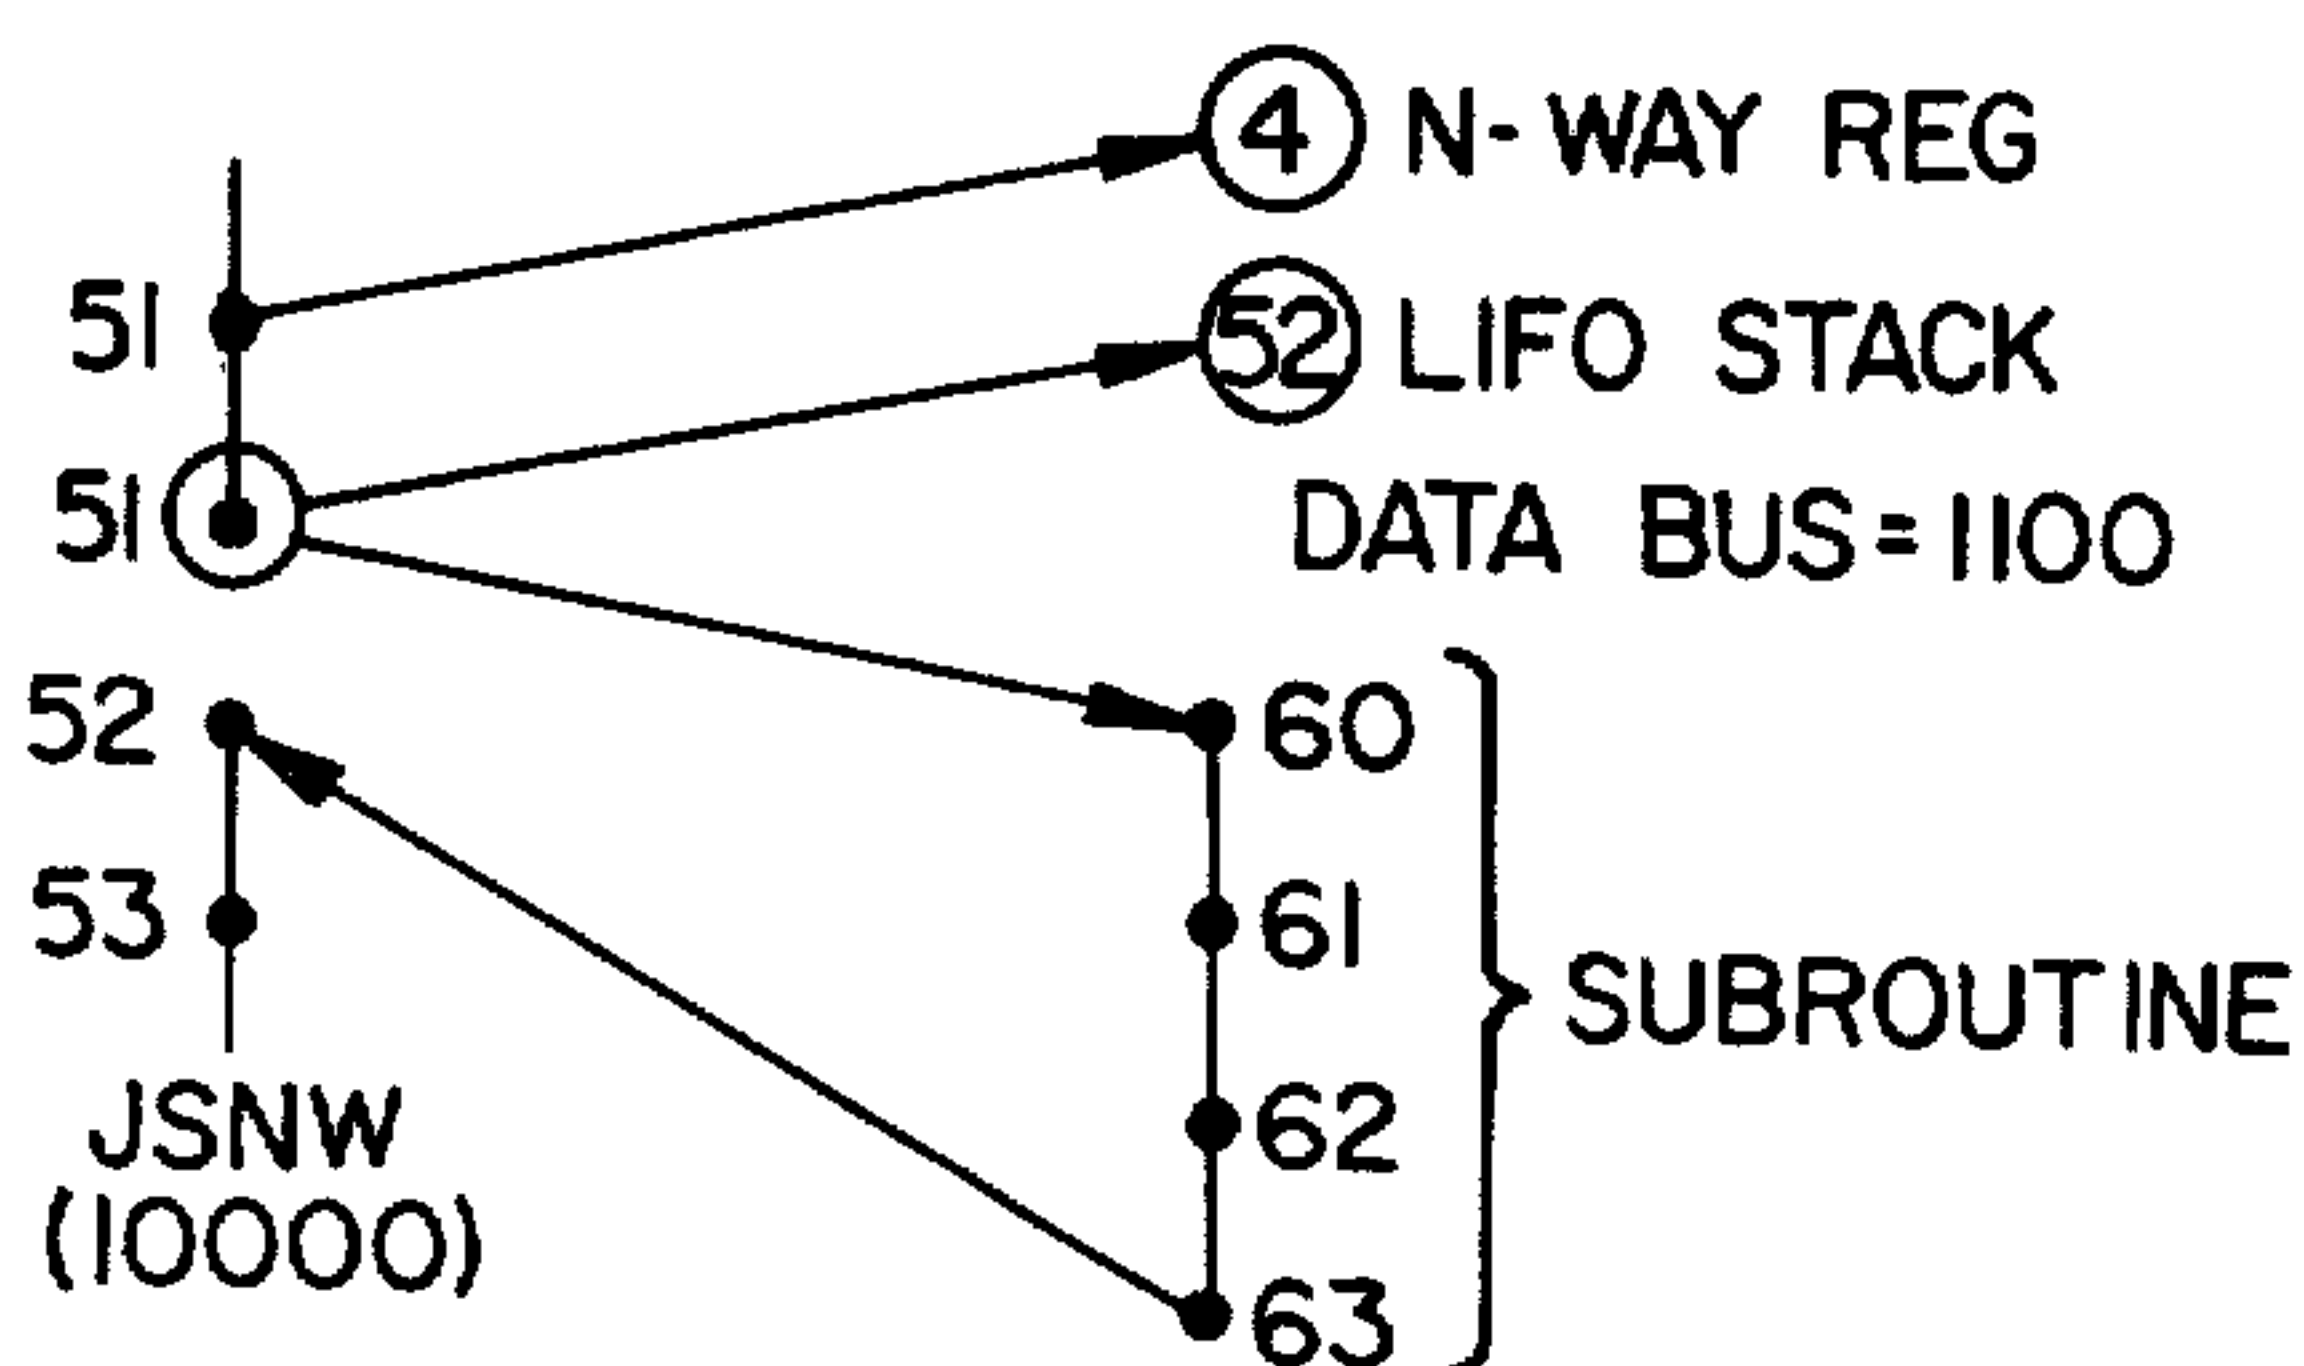 4 N-WAY REG
51
52 LIFO STACK
51
DATA BUS=1100
52
60
53
61
SUBROUTINE
JSNW
62
(10000)
63